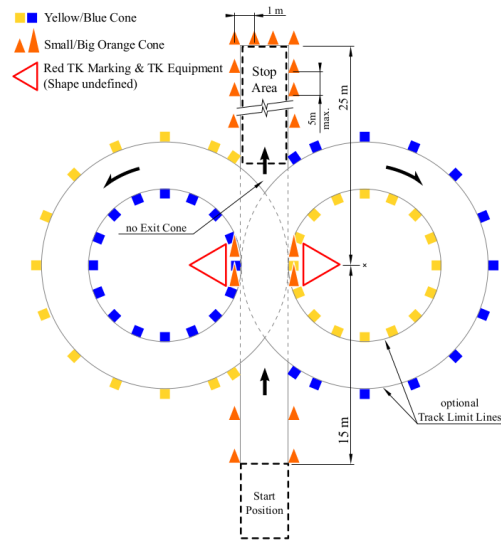 Yellow/Blue Cone
Small/Big Orange Cone
Red TK Marking & TK Equipment
(Shape undefined)
1 m
Stop
Area
5m
max.
25 m
no Exit Cone
optional
Track Limit Lines
15 m
Start
Position